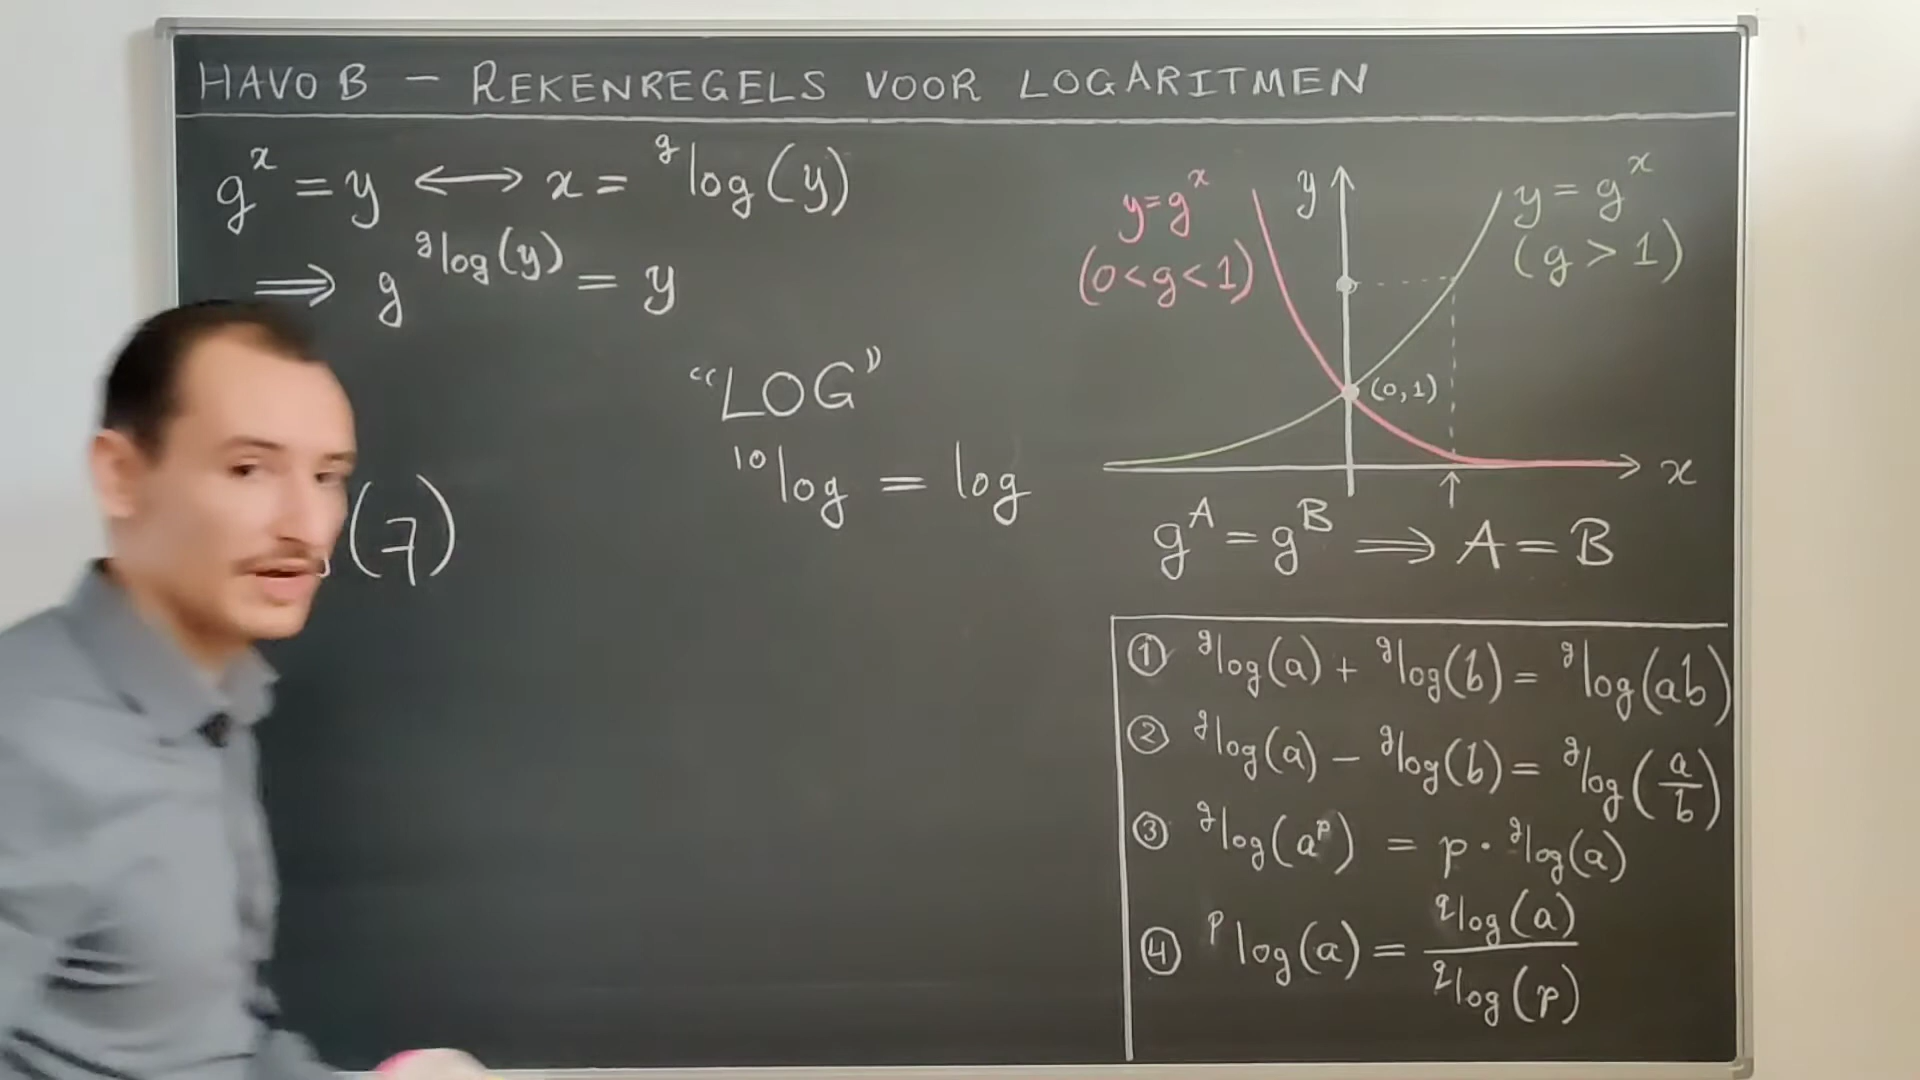 HAVO B – REKENREGELS VOOR LOGARITMEN
g^x = y ⟷ x = ^g log(y)
⟹ g^(^g log(y)) = y
"LOG"
^10 log = log
(7)
y=g^x
(0<g<1)
y
y = g^x
(g > 1)
(0,1)
x
g^A = g^B ⟹ A = B
① ^g log(a) + ^g log(b) = ^g log(ab)
② ^g log(a) – ^g log(b) = ^g log(a/b)
③ ^g log(a^p) = p · ^g log(a)
④ ^p log(a) = ^q log(a) / ^q log(p)